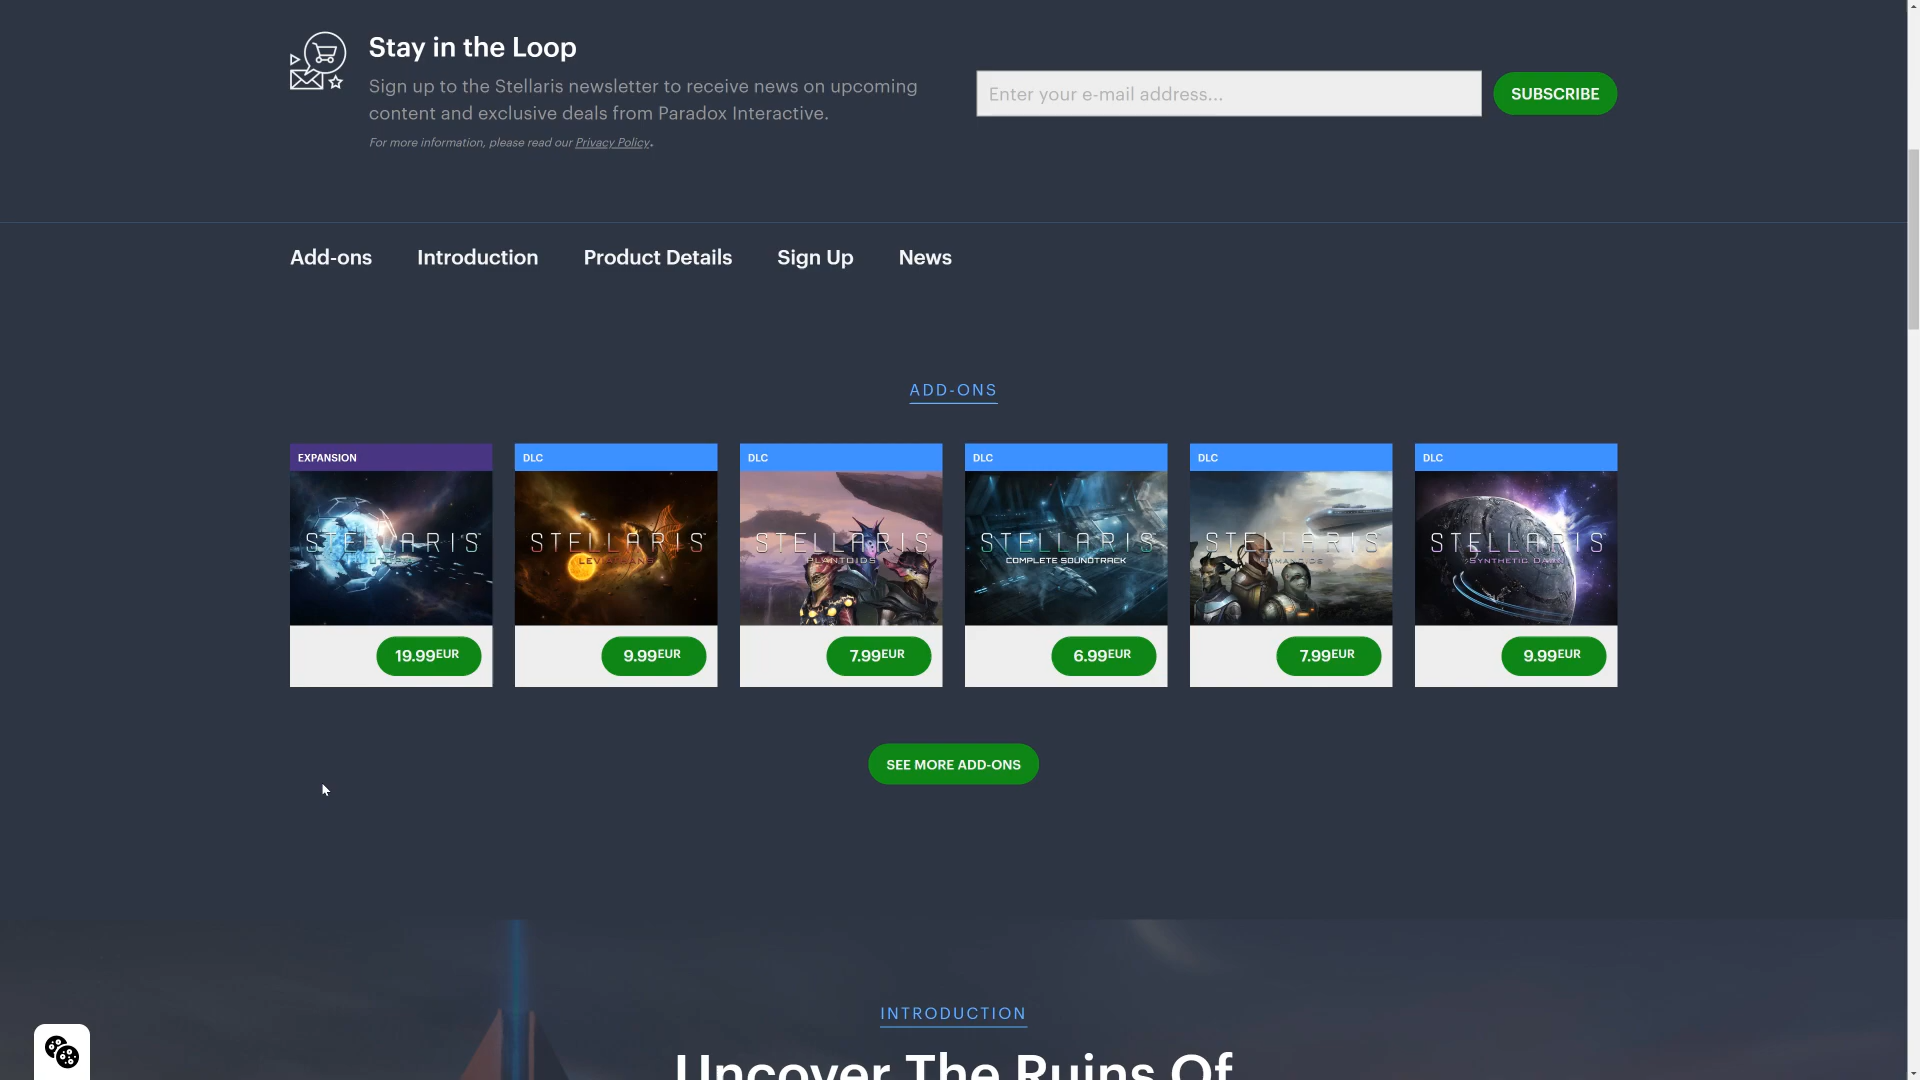 Stay in the Loop
Sign up to the Stellaris newsletter to receive news on upcoming
content and exclusive deals from Paradox Interactive.
For more information, please read our Privacy Policy.
Enter your e-mail address...
SUBSCRIBE
Add-ons
Introduction
Product Details
Sign Up
News
ADD-ONS
EXPANSION
STELLARIS
19.99EUR
DLC
STELLARIS
LEVIATHANS
9.99EUR
DLC
STELLARIS
PLANTOIDS
7.99EUR
DLC
STELLARIS
COMPLETE SOUNDTRACK
6.99EUR
DLC
STELLARIS
HUMANOIDS
7.99EUR
DLC
STELLARIS
SYNTHETIC DAWN
9.99EUR
SEE MORE ADD-ONS
INTRODUCTION
Uncover The Ruins Of